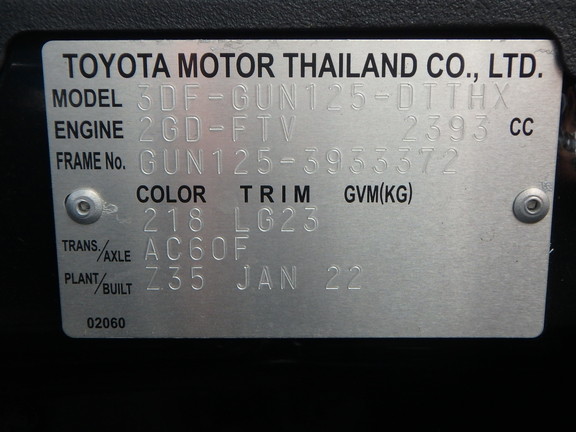 TOYOTA MOTOR THAILAND CO., LTD.
MODEL 3DF-GUN125-DTTHX
ENGINE 2GD-FTV 2393 CC
FRAME No. GUN125-3933372
COLOR TRIM GVM(KG)
218 LG23
TRANS./AXLE AC60F
PLANT/BUILT Z35 JAN 22
02060